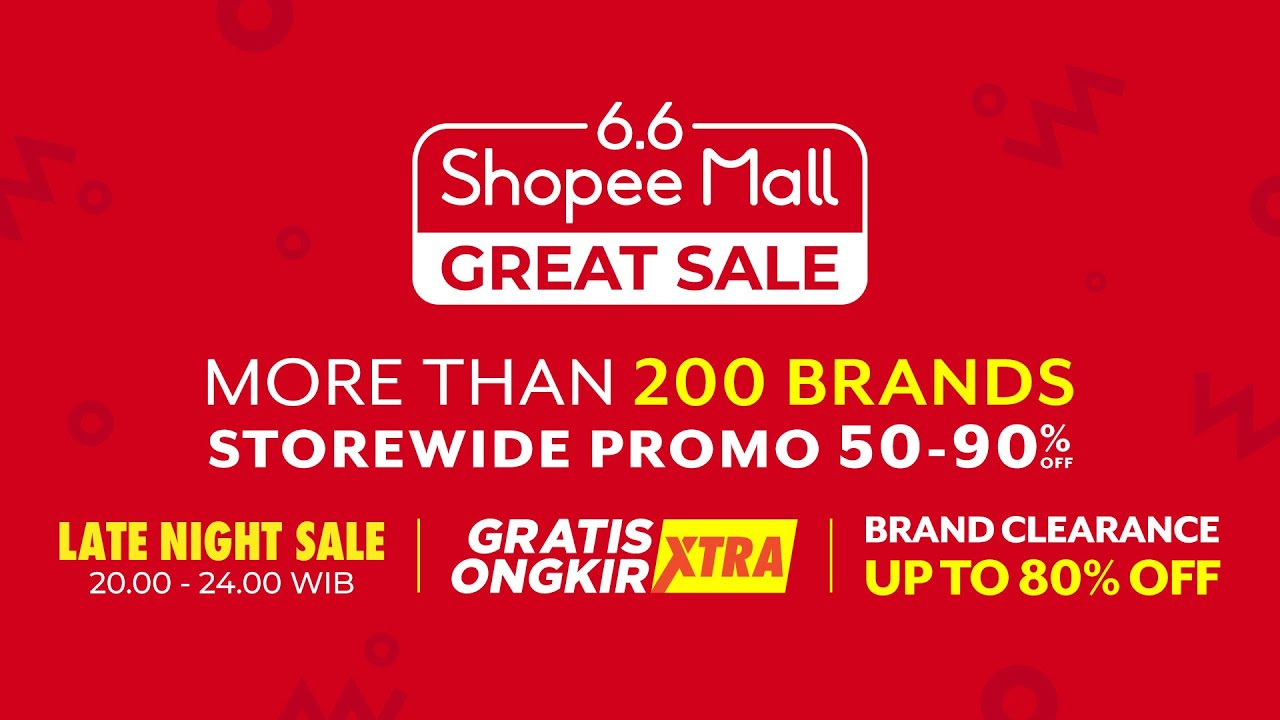 6.6
Shopee Mall
GREAT SALE
MORE THAN 200 BRANDS
STOREWIDE PROMO 50-90% OFF
LATE NIGHT SALE
20.00 - 24.00 WIB
GRATIS
ONGKIR XTRA
BRAND CLEARANCE
UP TO 80% OFF